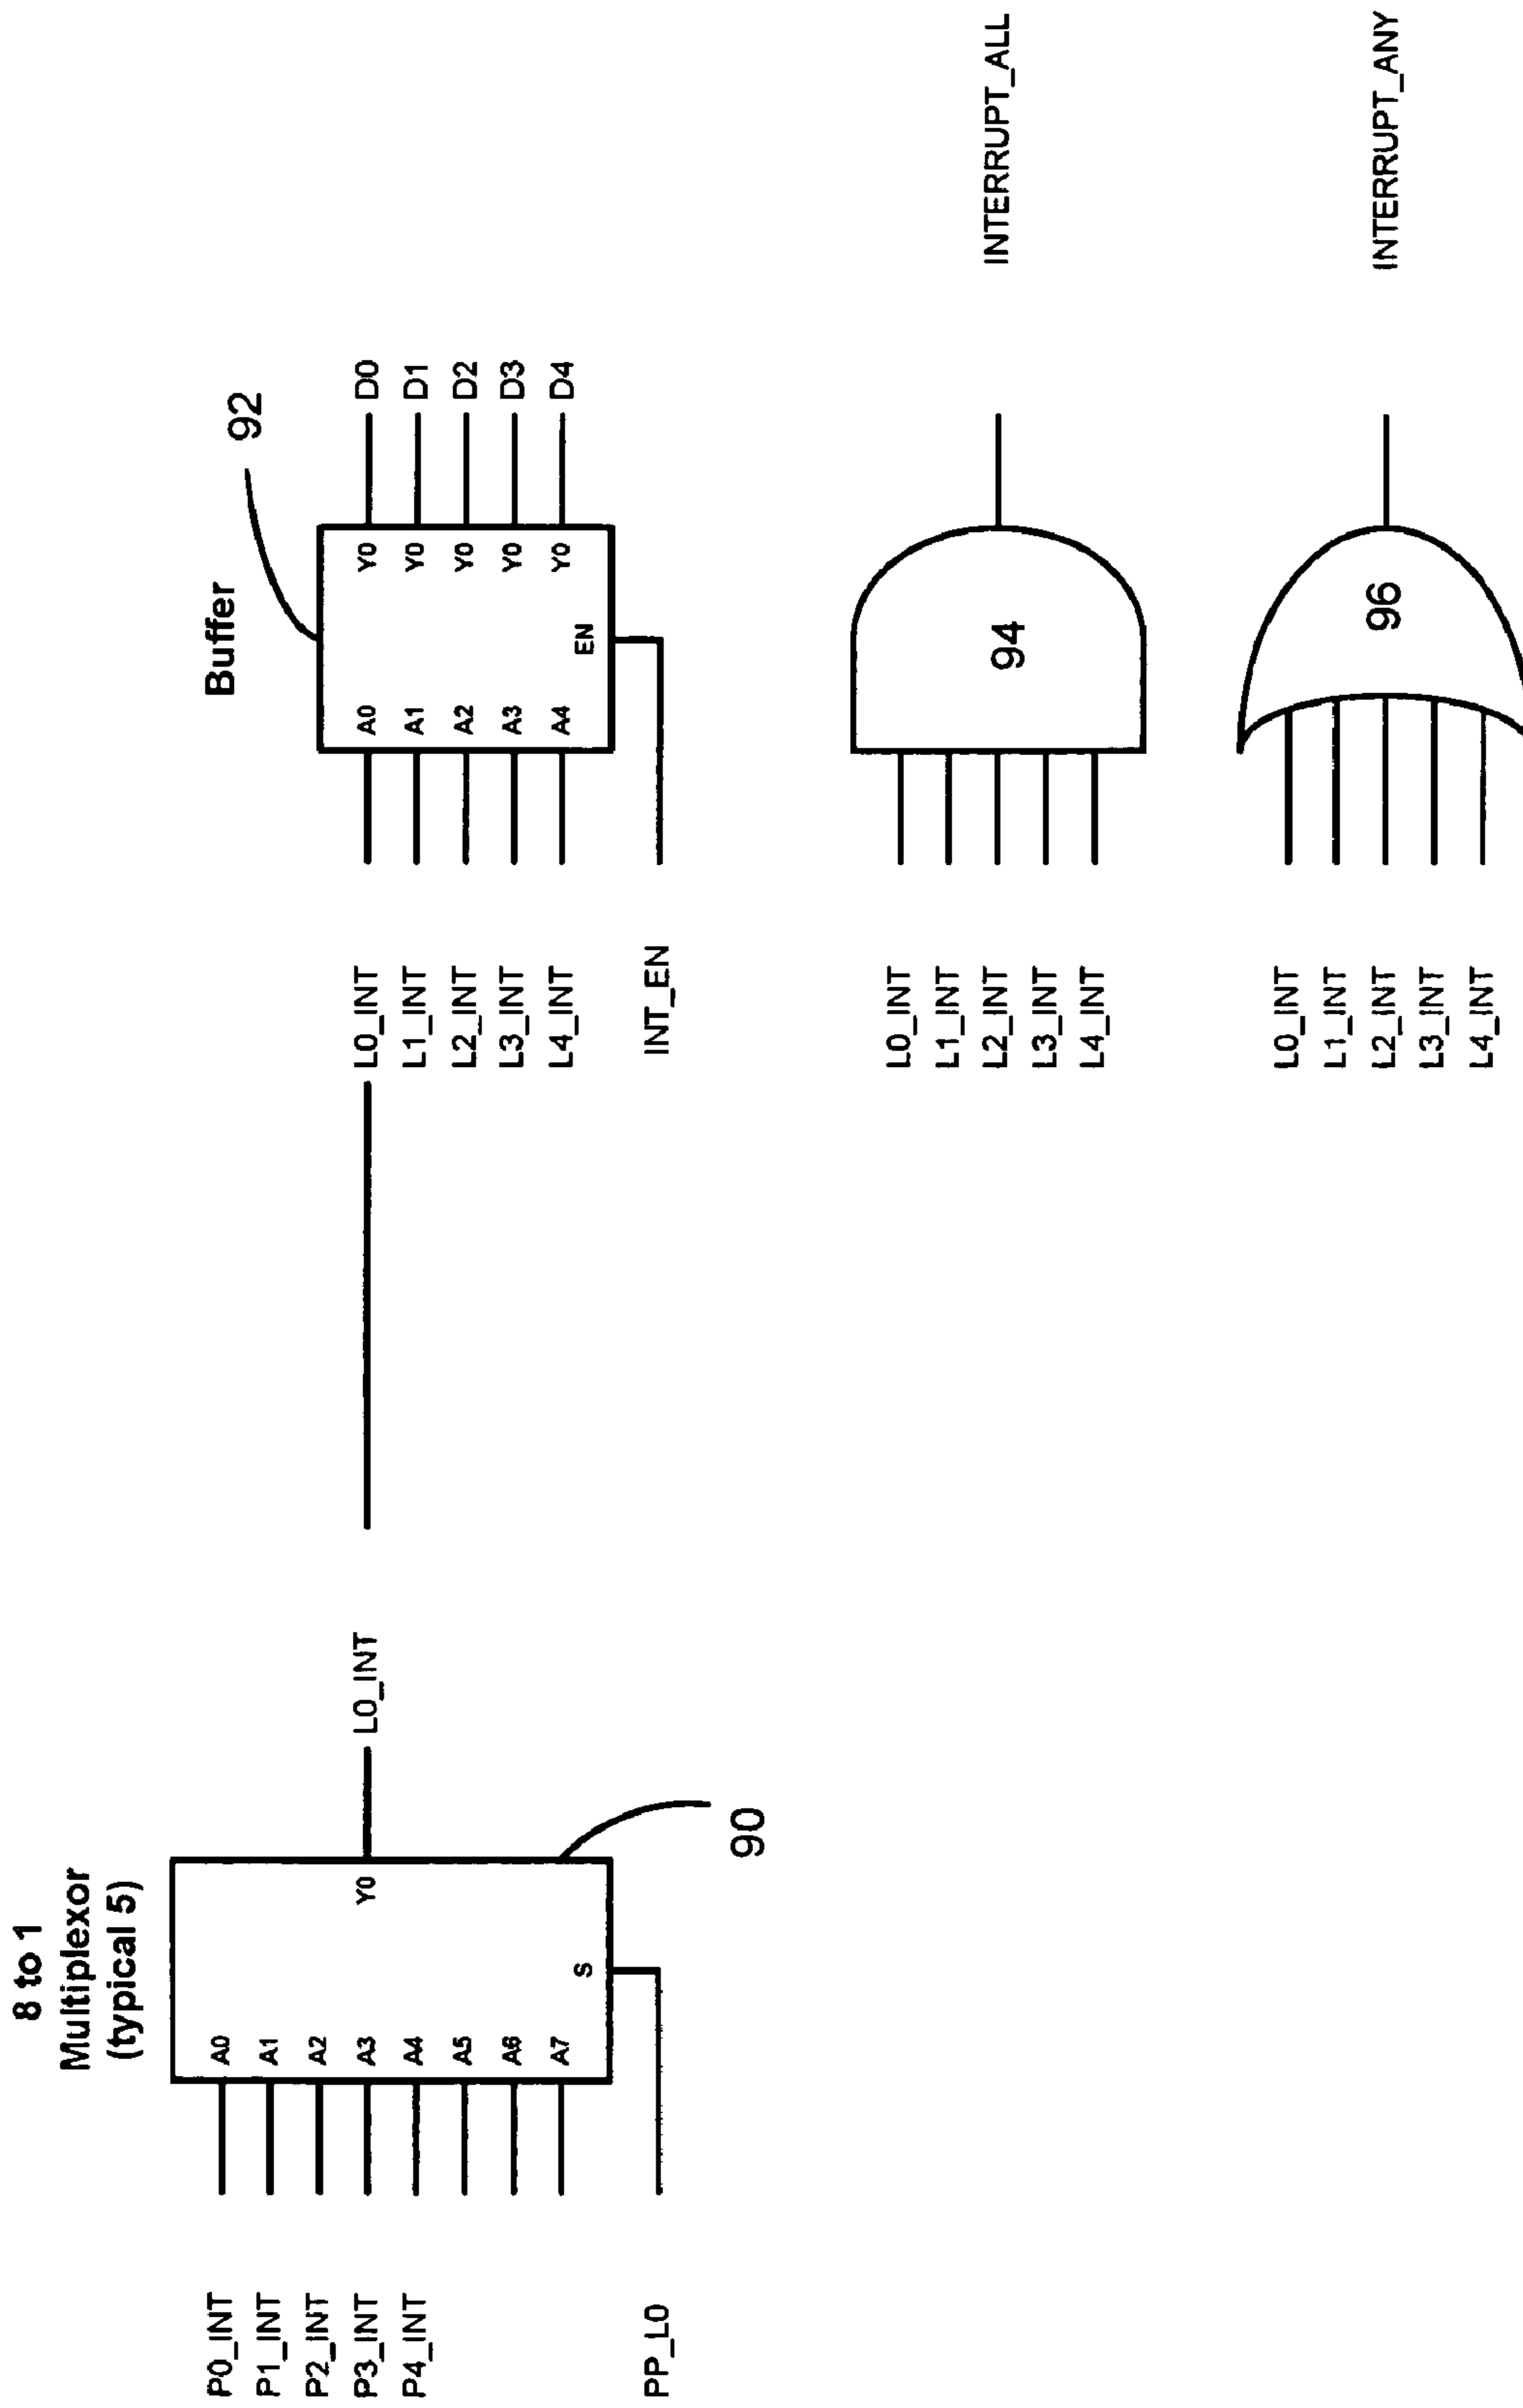 8 to 1
Multiplexor
(typical 5)
P0_INT
P1_INT
P2_INT
P3_INT
P4_INT
PP_L0
A0
A1
A2
A3
A4
A5
A6
A7
S
Y0
90
L0_INT
Buffer
92
L0_INT
L1_INT
L2_INT
L3_INT
L4_INT
INT_EN
A0
A1
A2
A3
A4
EN
Y0
Y0
Y0
Y0
Y0
D0
D1
D2
D3
D4
L0_INT
L1_INT
L2_INT
L3_INT
L4_INT
94
INTERRUPT_ALL
L0_INT
L1_INT
L2_INT
L3_INT
L4_INT
96
INTERRUPT_ANY